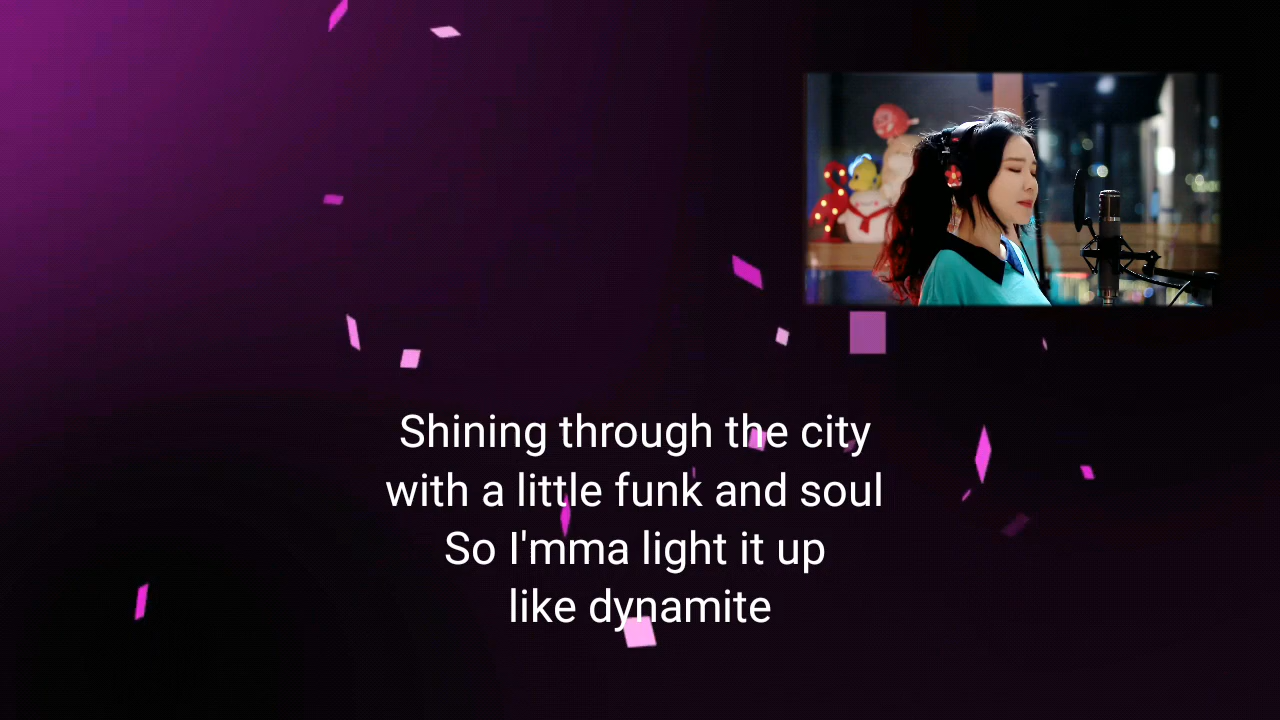 Shining through the city
with a little funk and soul
So I'mma light it up
like dynamite